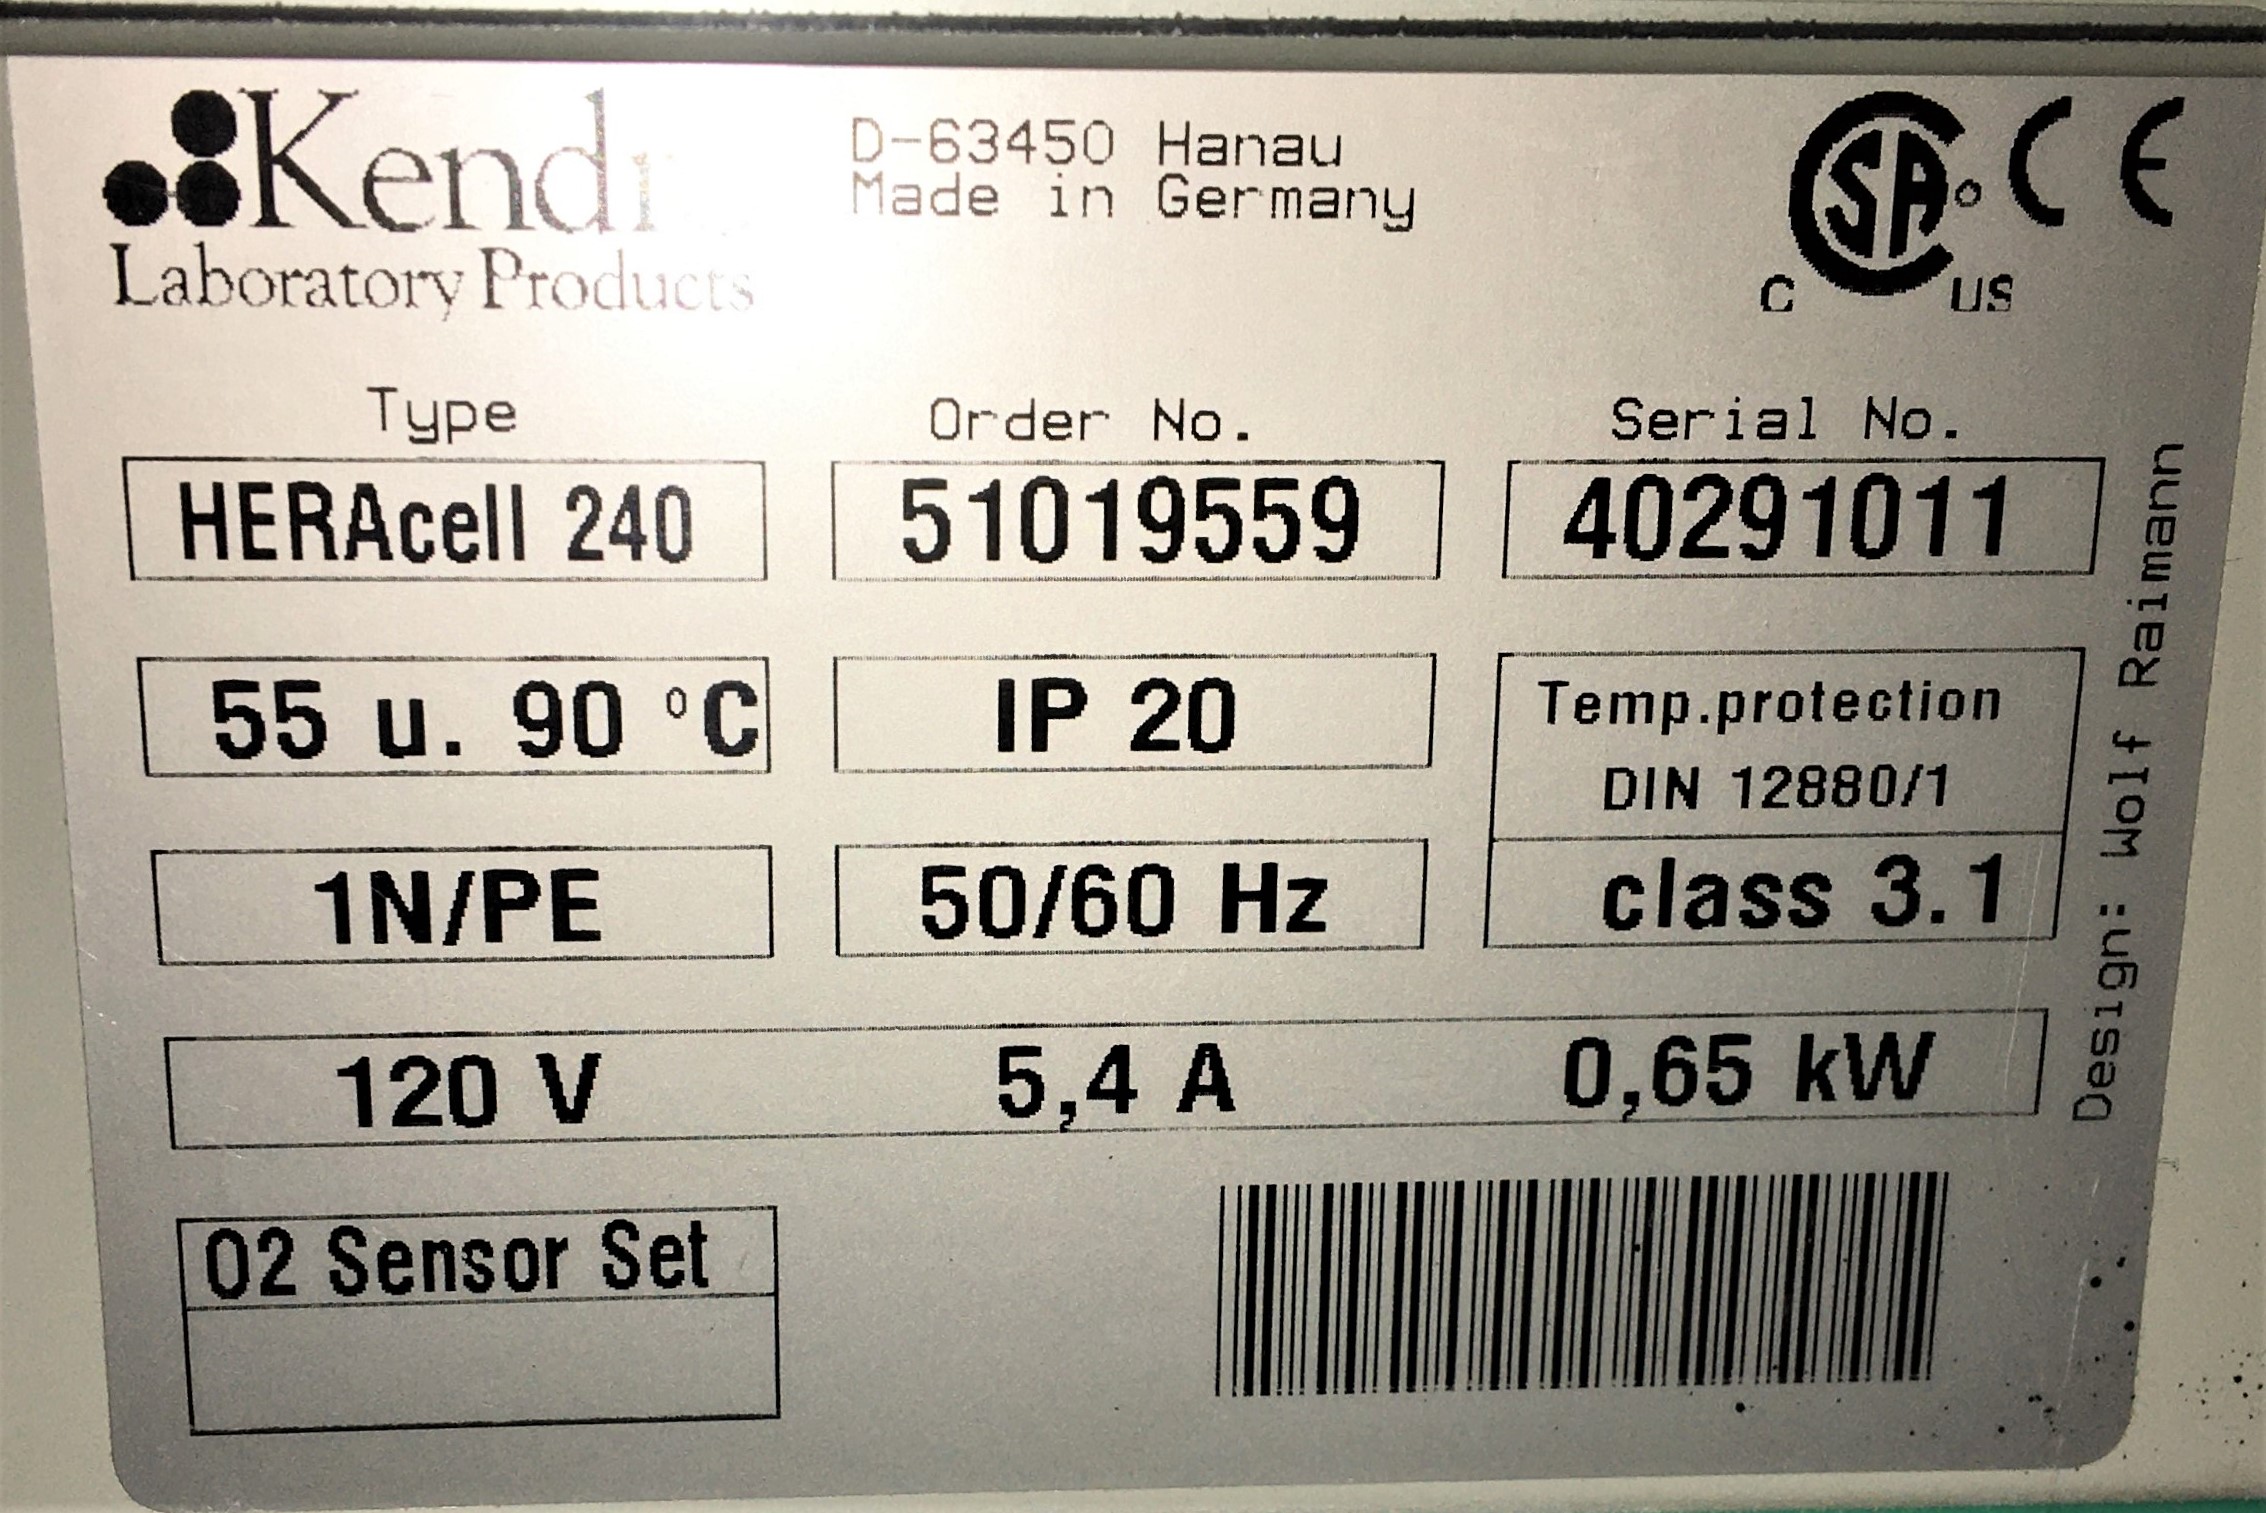 Laboratory Products
D-63450 Hanau
Made in Germany
CSA
C US
CE
Type
Order No.
Serial No.
HERAcell 240
51019559
40291011
55 u. 90 °C
IP 20
Temp.protection
DIN 12880/1
1N/PE
50/60 Hz
class 3.1
120 V 5,4 A 0,65 kW
O2 Sensor Set
Design: Wolf Raimann